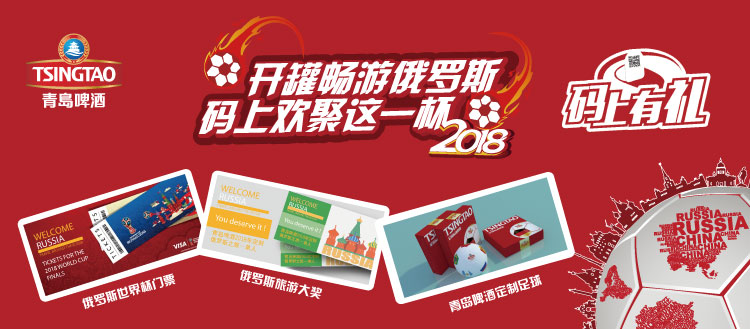 TSINGTAO
青岛啤酒
开罐畅游俄罗斯
码上欢聚这一杯
2018
码上有礼
WELCOME
RUSSIA
TICKETS FOR THE
2018 WORLD CUP
FINALS
TICKETS
VISA
俄罗斯世界杯门票
WELCOME
RUSSIA
You deserve it !
You deserve it !
俄罗斯旅游大奖
TSINGTAO
青岛啤酒定制足球
RUSSIA
RUSSIA
RUSSIA
CHINA